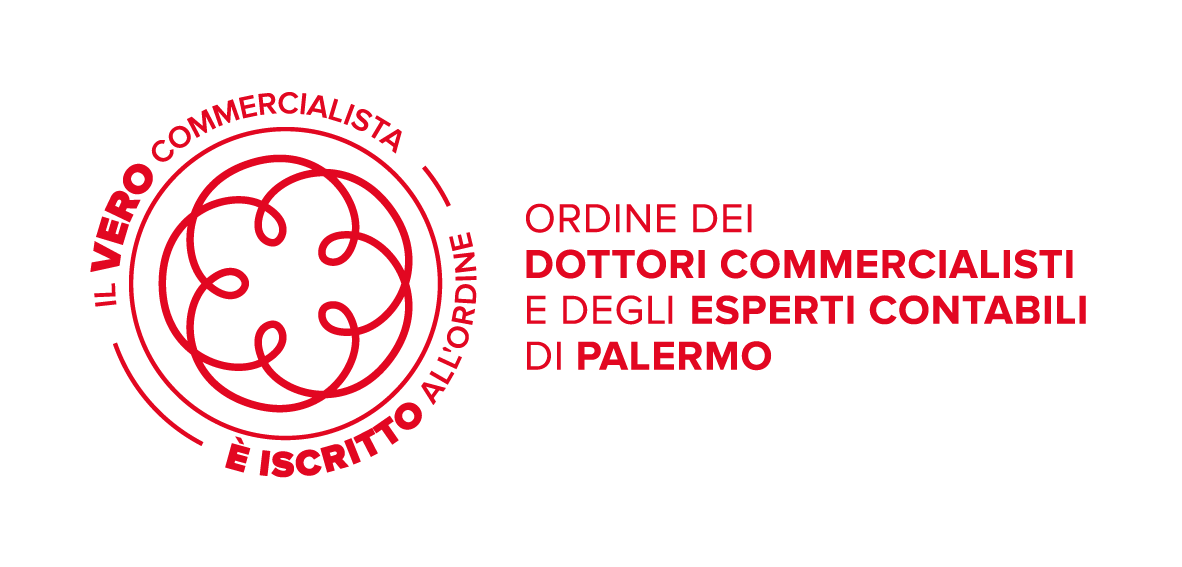 IL VERO COMMERCIALISTA
È ISCRITTO ALL'ORDINE
ORDINE DEI
DOTTORI COMMERCIALISTI
E DEGLI ESPERTI CONTABILI
DI PALERMO